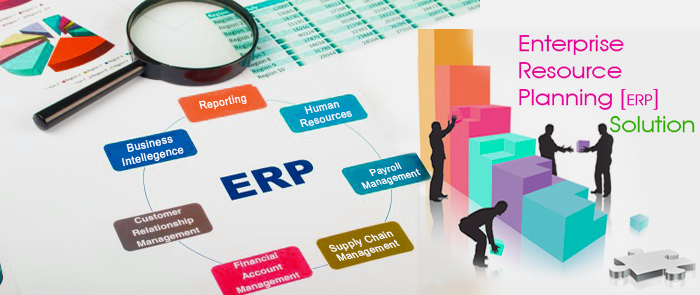 Enterprise
Resource
Planning [ERP]
Solution
Reporting
Human
Resources
Payroll
Management
Supply Chain
Management
Financial
Account
Management
Customer
Relationship
Management
Business
Intellegence
ERP